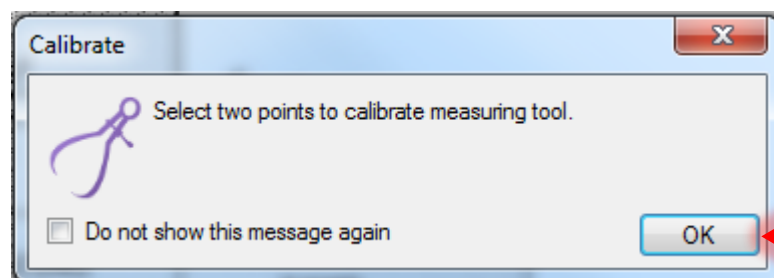 Calibrate
Select two points to calibrate measuring tool.
Do not show this message again
OK